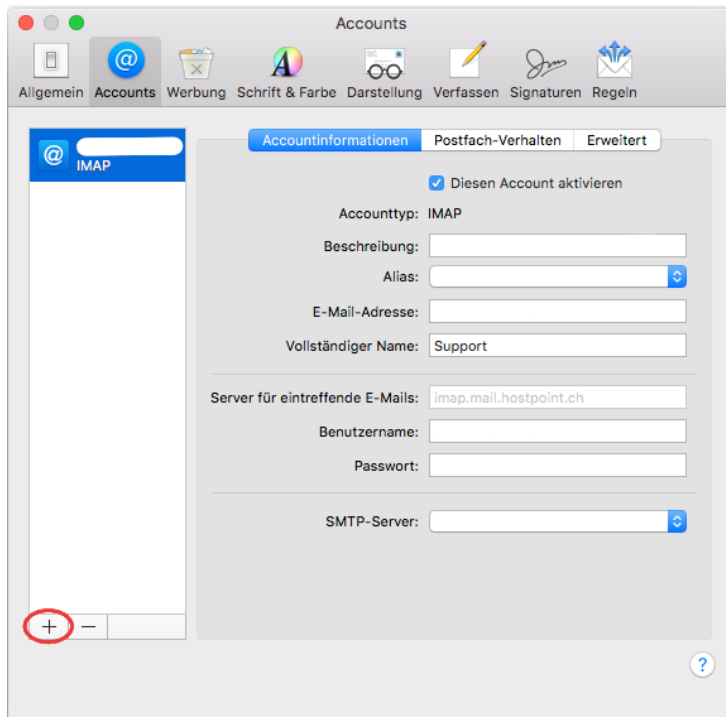 Accounts
Allgemein Accounts Werbung Schrift & Farbe Darstellung Verfassen Signaturen Regeln
@
IMAP
Accountinformationen Postfach-Verhalten Erweitert
Diesen Account aktivieren
Accounttyp: IMAP
Beschreibung:
Alias:
E-Mail-Adresse:
Vollständiger Name: Support
Server für eintreffende E-Mails: imap.mail.hostpoint.ch
Benutzername:
Passwort:
SMTP-Server:
+ −
?